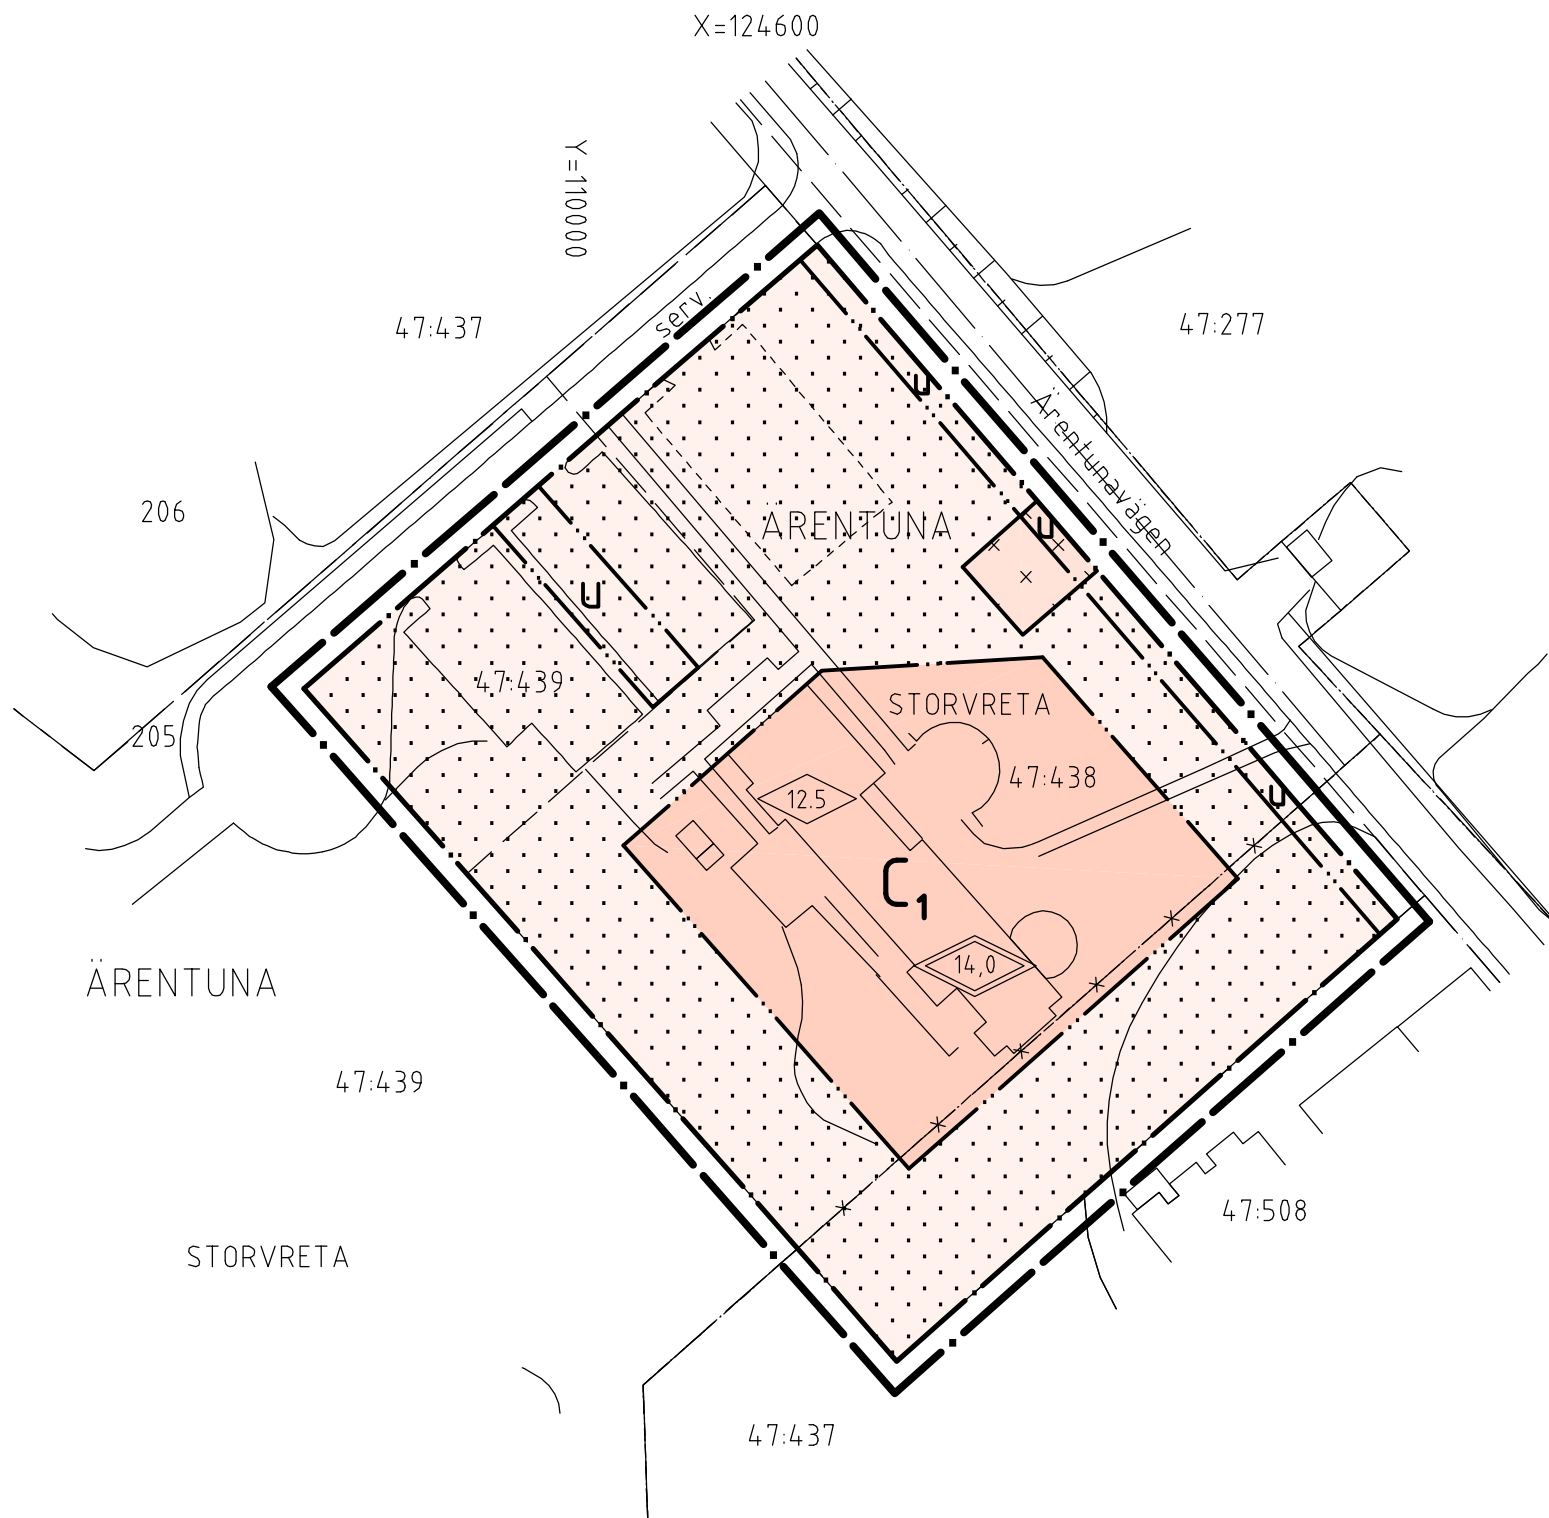 X=124600
Y=110000
serv.
47:437
47:277
u
Ärentunavägen
206
ÄRENTUNA
u
u
47:439
STORVRETA
205
47:438
12.5
u
C₁
14,0
ÄRENTUNA
47:439
47:508
STORVRETA
47:437